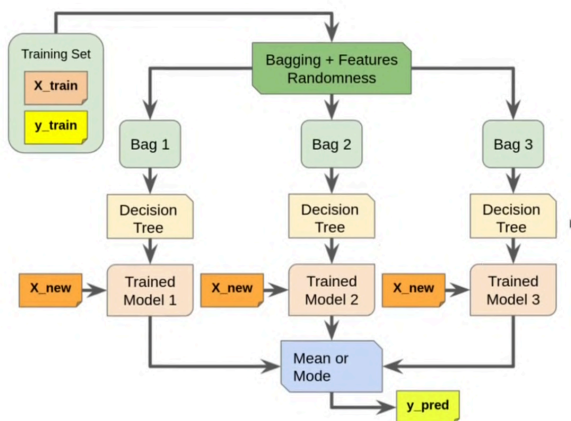 Training Set
X_train
y_train
Bagging + Features
Randomness
Bag 1
Bag 2
Bag 3
Decision
Tree
Decision
Tree
Decision
Tree
X_new
Trained
Model 1
X_new
Trained
Model 2
X_new
Trained
Model 3
Mean or
Mode
y_pred